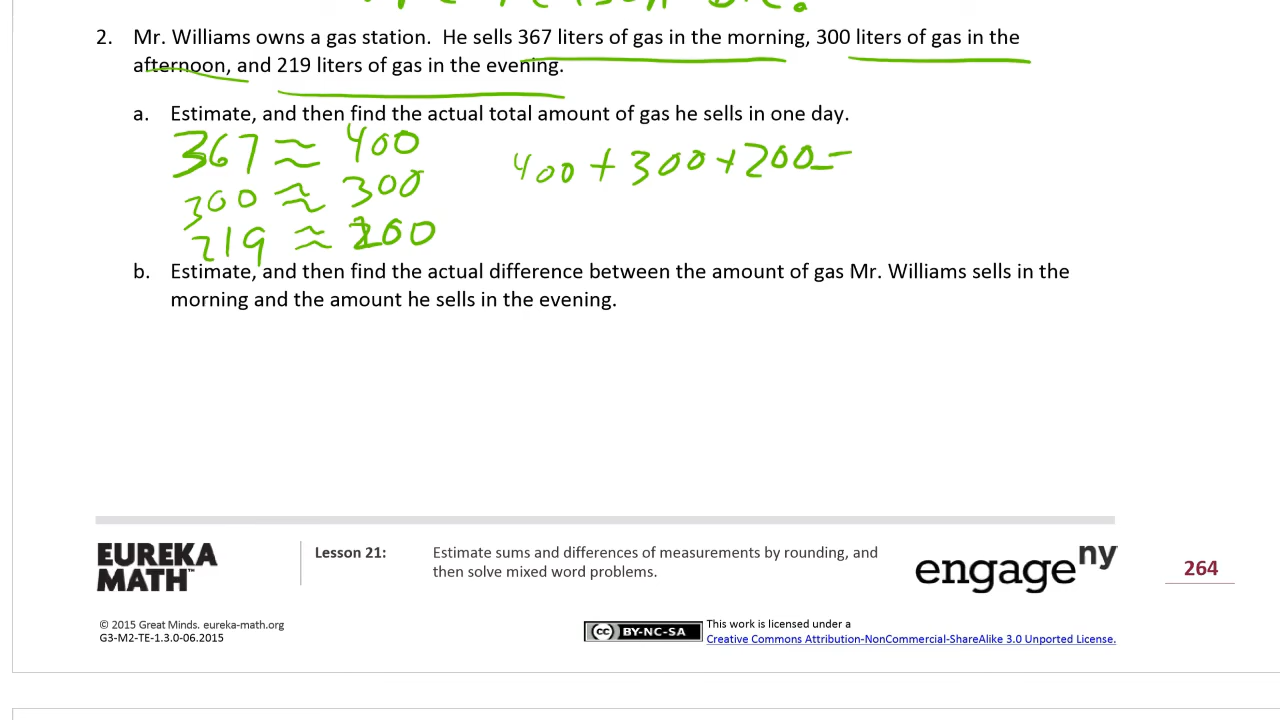 2. Mr. Williams owns a gas station. He sells 367 liters of gas in the morning, 300 liters of gas in the
afternoon, and 219 liters of gas in the evening.
a. Estimate, and then find the actual total amount of gas he sells in one day.
367 ≈ 400
300 ≈ 300
219 ≈ 200
400 + 300 + 200 =
b. Estimate, and then find the actual difference between the amount of gas Mr. Williams sells in the
morning and the amount he sells in the evening.
EUREKA
MATH™
Lesson 21:
Estimate sums and differences of measurements by rounding, and
then solve mixed word problems.
engage ny
264
© 2015 Great Minds. eureka-math.org
G3-M2-TE-1.3.0-06.2015
cc BY-NC-SA
This work is licensed under a
Creative Commons Attribution-NonCommercial-ShareAlike 3.0 Unported License.